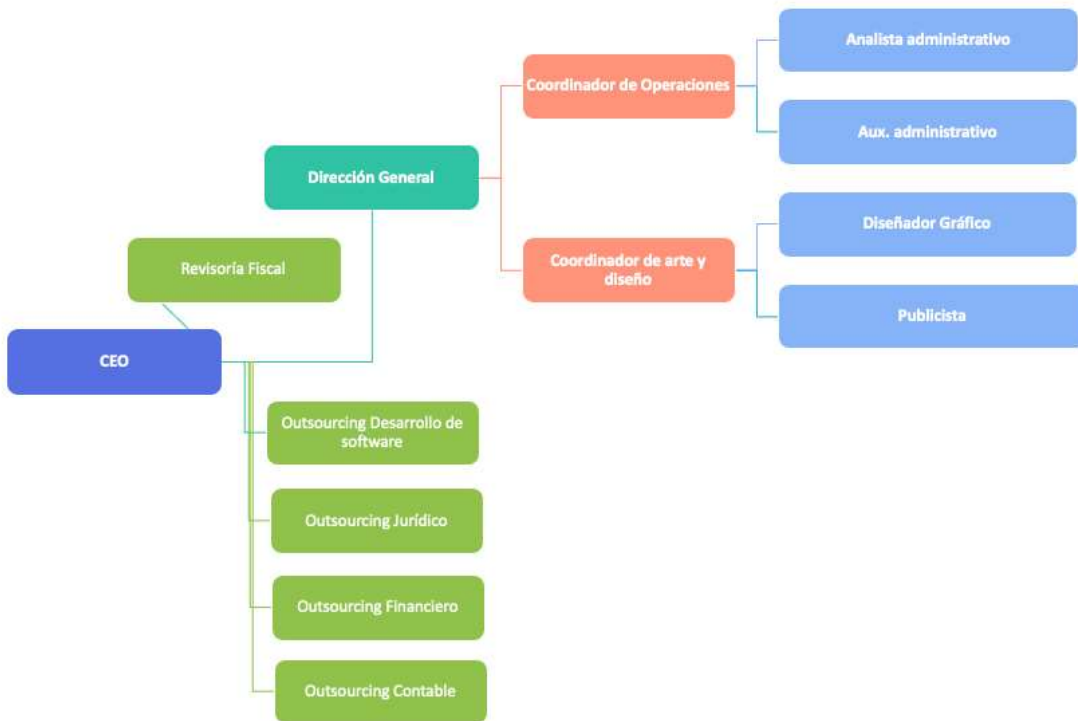 Analista administrativo
Coordinador de Operaciones
Aux. administrativo
Dirección General
Diseñador Gráfico
Revisoría Fiscal
Coordinador de arte y
diseño
Publicista
CEO
Outsourcing Desarrollo de
software
Outsourcing Jurídico
Outsourcing Financiero
Outsourcing Contable